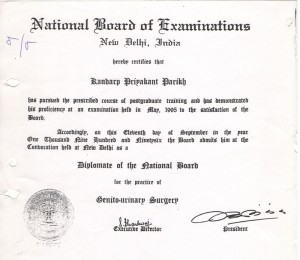 National Board of Examinations
New Delhi, India
hereby certifies that
Kandarp Priyakant Parikh
has pursued the prescribed course of postgraduate training and has demonstrated
his proficiency at an examination held in May, 1995 to the satisfaction of the
Board.
Accordingly, on this Eleventh day of September in the year
One Thousand Nine Hundred and Ninetysix the Board admits him at the
Convocation held at New Delhi as a
Diplomate of the National Board
for the practice of
Genito-urinary Surgery
Executive Director
President